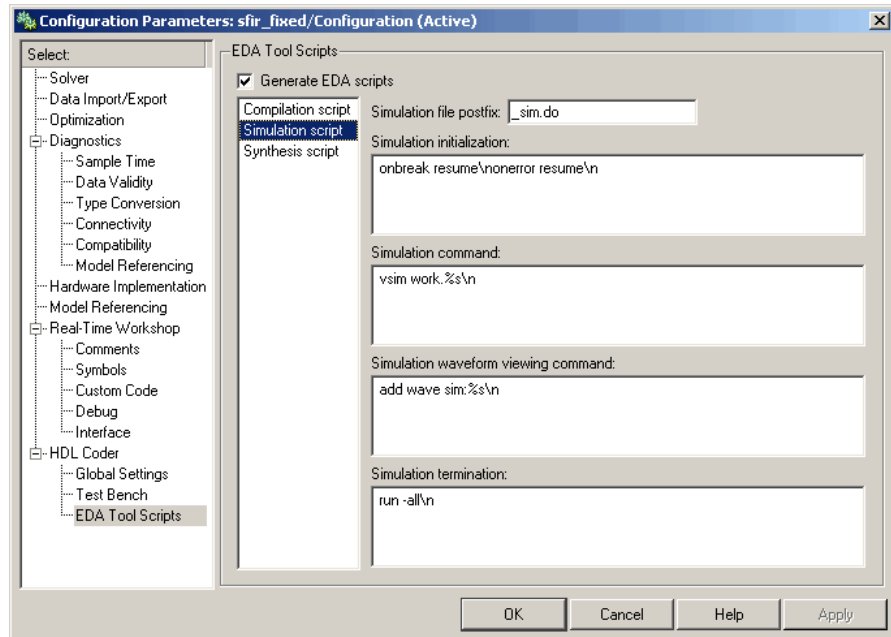 Configuration Parameters: sfir_fixed/Configuration (Active)
Select:
Solver
Data Import/Export
Optimization
Diagnostics
Sample Time
Data Validity
Type Conversion
Connectivity
Compatibility
Model Referencing
Hardware Implementation
Model Referencing
Real-Time Workshop
Comments
Symbols
Custom Code
Debug
Interface
HDL Coder
Global Settings
Test Bench
EDA Tool Scripts
EDA Tool Scripts
Generate EDA scripts
Compilation script
Simulation script
Synthesis script
Simulation file postfix: _sim.do
Simulation initialization:
onbreak resume\nonerror resume\n
Simulation command:
vsim work.%s\n
Simulation waveform viewing command:
add wave sim:%s\n
Simulation termination:
run -all\n
OK Cancel Help Apply